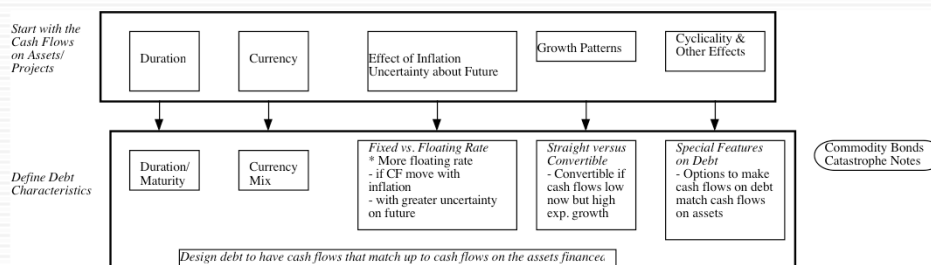 Start with the
Cash Flows
on Assets/
Projects
Duration
Currency
Effect of Inflation
Uncertainty about Future
Growth Patterns
Cyclicality &
Other Effects
Define Debt
Characteristics
Duration/
Maturity
Currency
Mix
Fixed vs. Floating Rate
* More floating rate
- if CF move with
inflation
- with greater uncertainty
on future
Straight versus
Convertible
- Convertible if
cash flows low
now but high
exp. growth
Special Features
on Debt
- Options to make
cash flows on debt
match cash flows
on assets
Commodity Bonds
Catastrophe Notes
Design debt to have cash flows that match up to cash flows on the assets financed